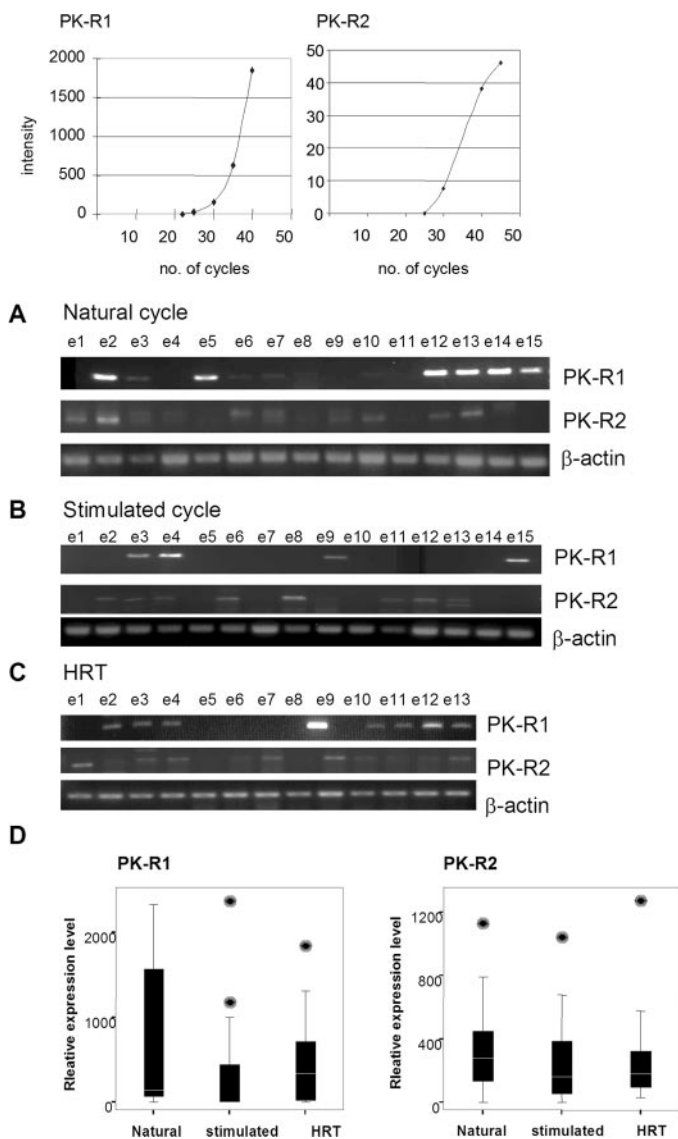 PK-R1 PK-R2
2000
1500
1000
500
0
intensity
10 20 30 40 50
no. of cycles
50
40
30
20
10
0
10 20 30 40 50
no. of cycles
A Natural cycle
e1 e2 e3 e4 e5 e6 e7 e8 e9 e10 e11 e12 e13 e14 e15
PK-R1
PK-R2
β-actin
B Stimulated cycle
e1 e2 e3 e4 e5 e6 e7 e8 e9 e10 e11 e12 e13 e14 e15
PK-R1
PK-R2
β-actin
C HRT
e1 e2 e3 e4 e5 e6 e7 e8 e9 e10 e11 e12 e13
PK-R1
PK-R2
β-actin
D
PK-R1
Rleative expression level
2000
1000
0
Natural stimulated HRT
PK-R2
Rleative expression level
1200
800
400
0
Natural stimulated HRT